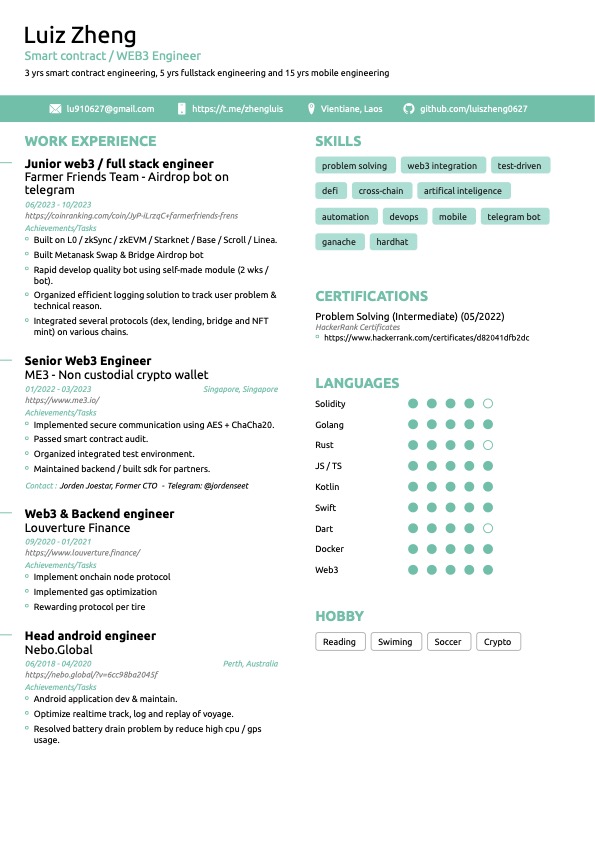 Luiz Zheng
Smart contract / WEB3 Engineer
3 yrs smart contract engineering, 5 yrs fullstack engineering and 15 yrs mobile engineering
lu910627@gmail.com
https://t.me/zhengluis
Vientiane, Laos
github.com/luiszheng0627
WORK EXPERIENCE
Junior web3 / full stack engineer
Farmer Friends Team - Airdrop bot on
telegram
06/2023 - 10/2023
https://coinranking.com/coin/JyP-iLrzqC+farmerfriends-frens
Achievements/Tasks
Built on L0 / zkSync / zkEVM / Starknet / Base / Scroll / Linea.
Built Metanask Swap & Bridge Airdrop bot
Rapid develop quality bot using self-made module (2 wks /
bot).
Organized efficient logging solution to track user problem &
technical reason.
Integrated several protocols (dex, lending, bridge and NFT
mint) on various chains.
Senior Web3 Engineer
ME3 - Non custodial crypto wallet
01/2022 - 03/2023 Singapore, Singapore
https://www.me3.io/
Achievements/Tasks
Implemented secure communication using AES + ChaCha20.
Passed smart contract audit.
Organized integrated test environment.
Maintained backend / built sdk for partners.
Contact : Jorden Joestar, Former CTO - Telegram: @jordenseet
Web3 & Backend engineer
Louverture Finance
09/2020 - 01/2021
https://www.louverture.finance/
Achievements/Tasks
Implement onchain node protocol
Implemented gas optimization
Rewarding protocol per tire
Head android engineer
Nebo.Global
06/2018 - 04/2020 Perth, Australia
https://nebo.global/?v=6cc98ba2045f
Achievements/Tasks
Android application dev & maintain.
Optimize realtime track, log and replay of voyage.
Resolved battery drain problem by reduce high cpu / gps
usage.
SKILLS
problem solving web3 integration test-driven
defi cross-chain artifical inteligence
automation devops mobile telegram bot
ganache hardhat
CERTIFICATIONS
Problem Solving (Intermediate) (05/2022)
HackerRank Certificates
https://www.hackerrank.com/certificates/d82041dfb2dc
LANGUAGES
Solidity
Golang
Rust
JS / TS
Kotlin
Swift
Dart
Docker
Web3
HOBBY
Reading Swiming Soccer Crypto